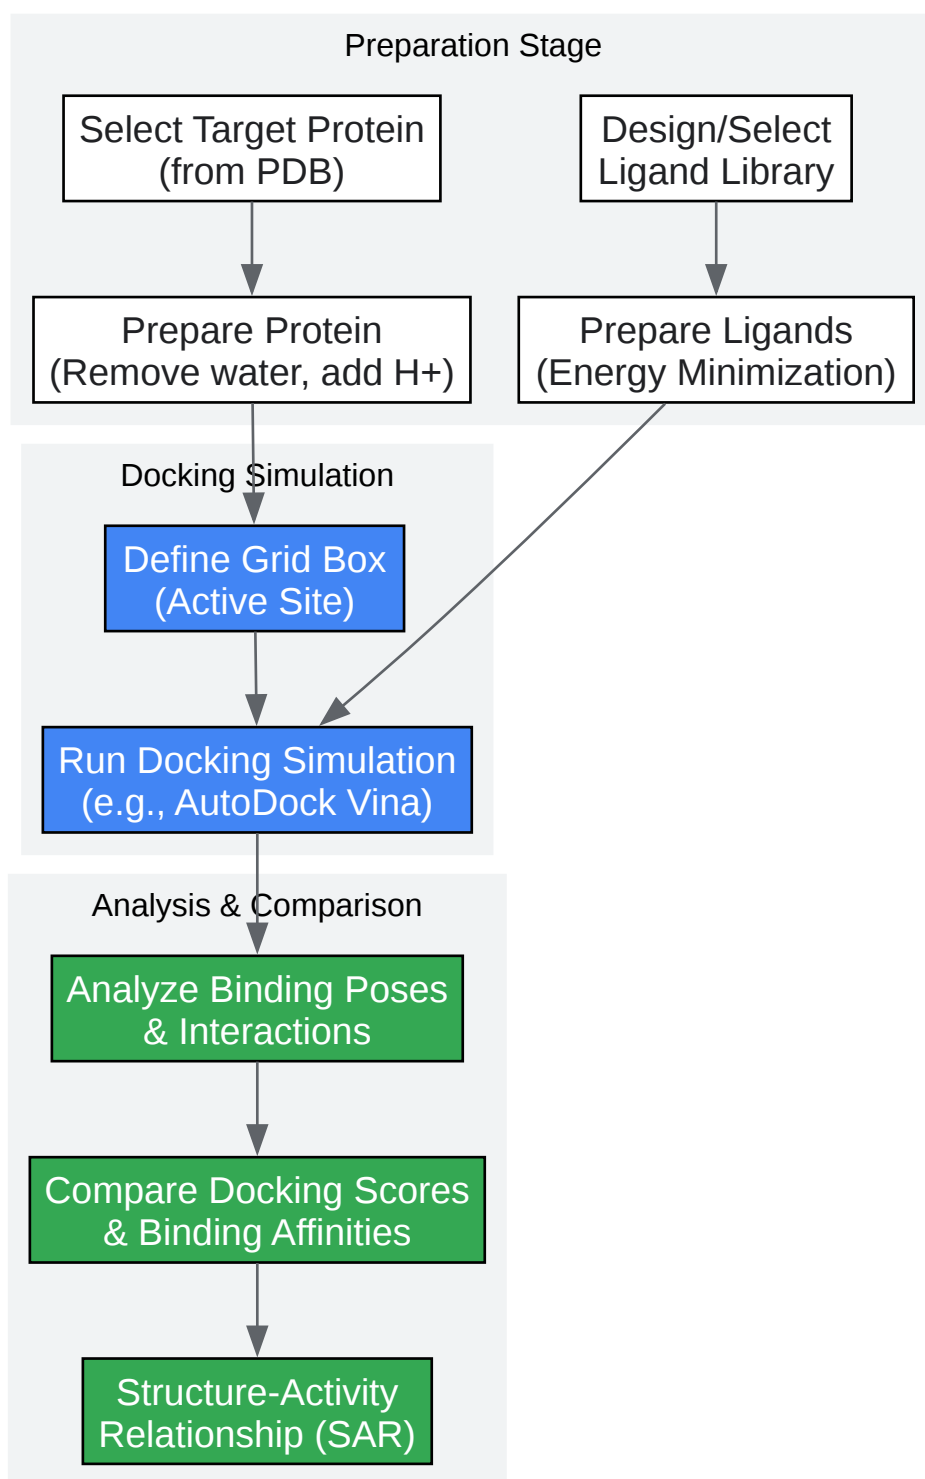 Preparation Stage
Select Target Protein
(from PDB)
Design/Select
Ligand Library
Prepare Protein
(Remove water, add H+)
Prepare Ligands
(Energy Minimization)
Docking Simulation
Define Grid Box
(Active Site)
Run Docking Simulation
(e.g., AutoDock Vina)
Analysis & Comparison
Analyze Binding Poses
& Interactions
Compare Docking Scores
& Binding Affinities
Structure-Activity
Relationship (SAR)